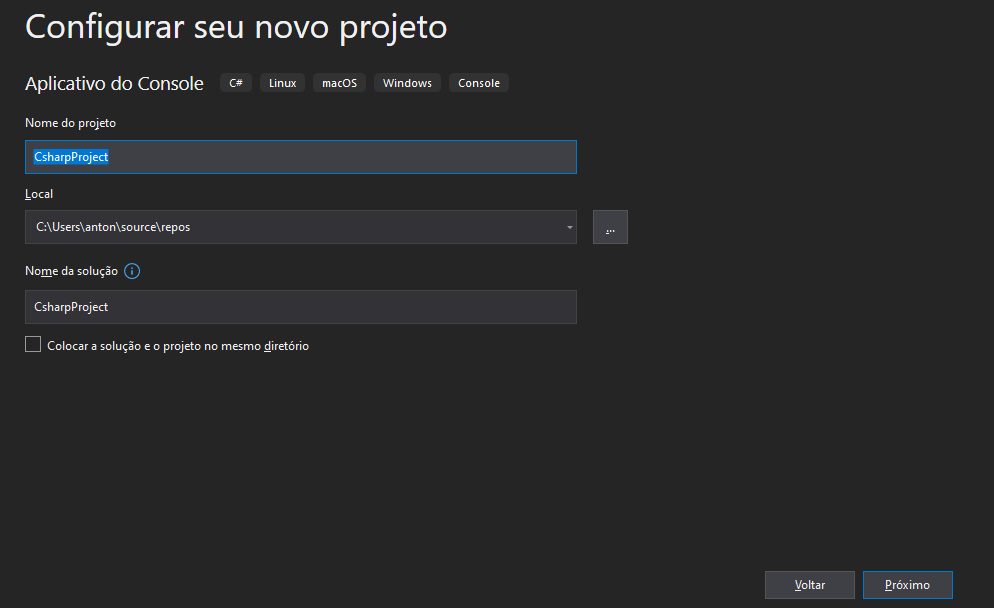 Configurar seu novo projeto
Aplicativo do Console C# Linux macOS Windows Console
Nome do projeto
CsharpProject
Local
C:\Users\anton\source\repos
...
Nome da solução
CsharpProject
Colocar a solução e o projeto no mesmo diretório
Voltar Próximo